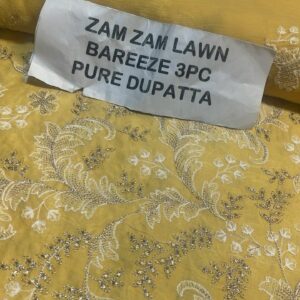 ZAM ZAM LAWN
BAREEZE 3PC
PURE DUPATTA